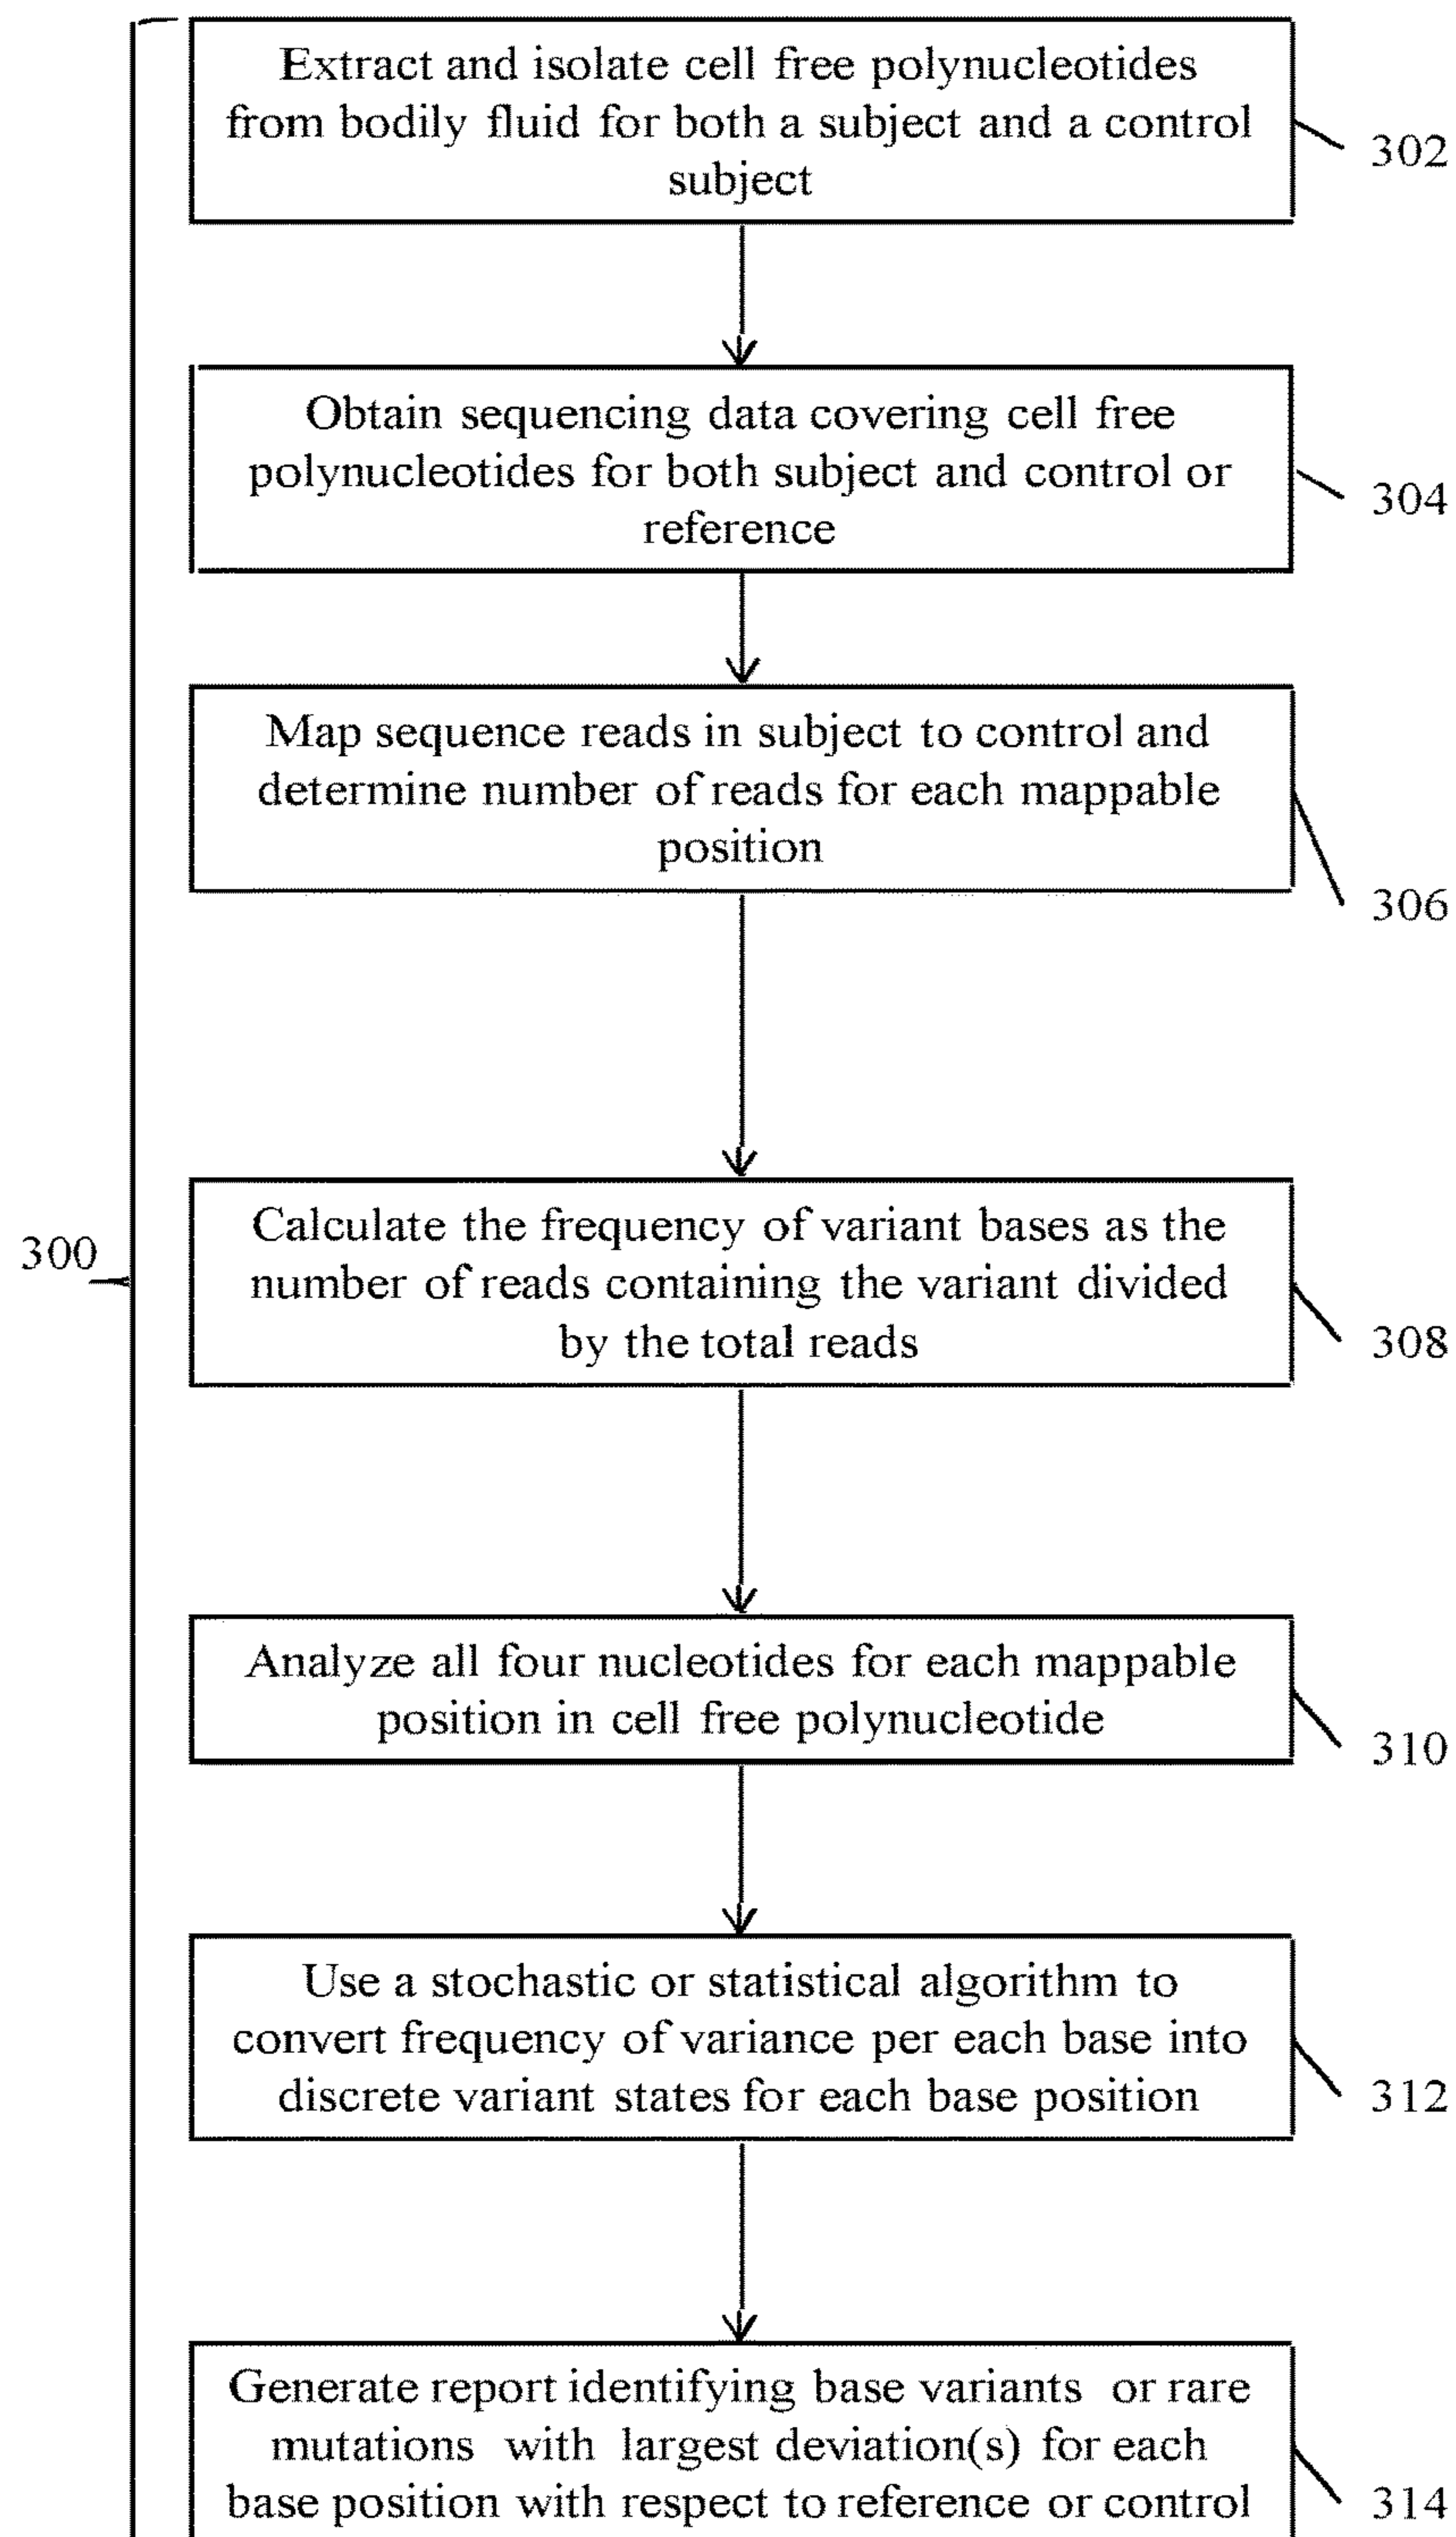 Extract and isolate cell free polynucleotides
from bodily fluid for both a subject and a control
subject
302
Obtain sequencing data covering cell free
polynucleotides for both subject and control or
reference
304
Map sequence reads in subject to control and
determine number of reads for each mappable
position
306
300
Calculate the frequency of variant bases as the
number of reads containing the variant divided
by the total reads
308
Analyze all four nucleotides for each mappable
position in cell free polynucleotide
310
Use a stochastic or statistical algorithm to
convert frequency of variance per each base into
discrete variant states for each base position
312
Generate report identifying base variants or rare
mutations with largest deviation(s) for each
base position with respect to reference or control
314